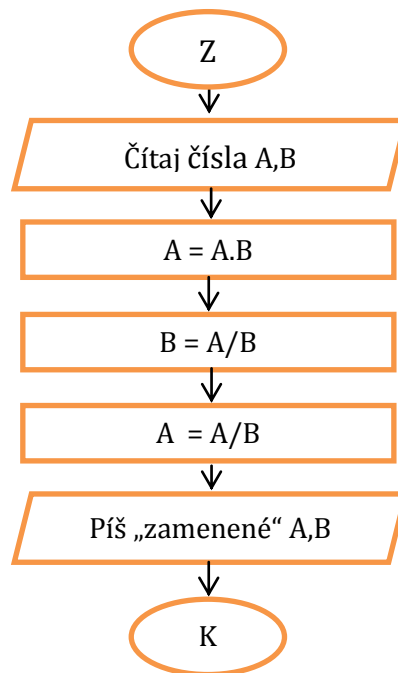 Z
Čítaj čísla A,B
A = A.B
B = A/B
A = A/B
Píš „zamenené“ A,B
K